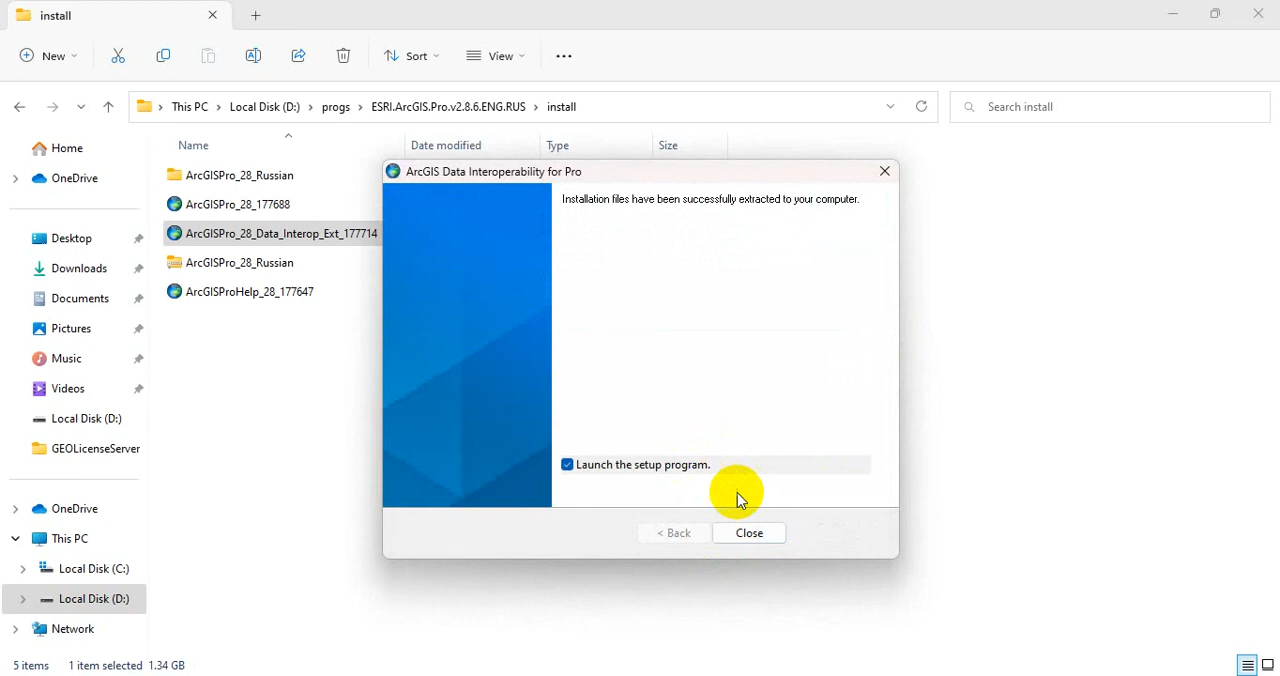 install
New
Sort
View
This PC
Local Disk (D:)
progs
ESRI.ArcGIS.Pro.v2.8.6.ENG.RUS
install
Search install
Home
OneDrive
Desktop
Downloads
Documents
Pictures
Music
Videos
Local Disk (D:)
GEOLicenseServer
OneDrive
This PC
Local Disk (C:)
Local Disk (D:)
Network
Name
Date modified
Type
Size
ArcGISPro_28_Russian
ArcGISPro_28_177688
ArcGISPro_28_Data_Interop_Ext_177714
ArcGISPro_28_Russian
ArcGISProHelp_28_177647
ArcGIS Data Interoperability for Pro
Installation files have been successfully extracted to your computer.
Launch the setup program.
< Back
Close
5 items
1 item selected 1.34 GB